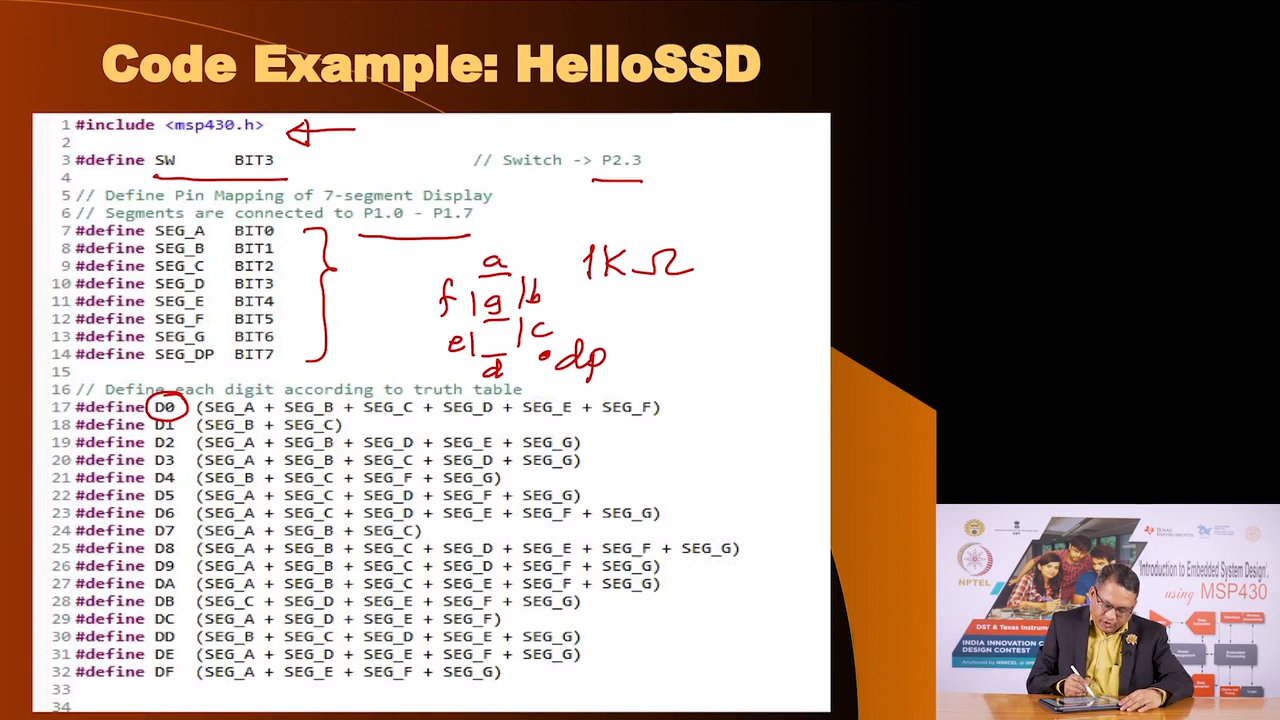 Code Example: HelloSSD
1 #include <msp430.h>
2
3 #define SW BIT3 // Switch -> P2.3
4
5 // Define Pin Mapping of 7-segment Display
6 // Segments are connected to P1.0 - P1.7
7 #define SEG_A BIT0
8 #define SEG_B BIT1
9 #define SEG_C BIT2
10 #define SEG_D BIT3
11 #define SEG_E BIT4
12 #define SEG_F BIT5
13 #define SEG_G BIT6
14 #define SEG_DP BIT7
15
16 // Define each digit according to truth table
17 #define D0 (SEG_A + SEG_B + SEG_C + SEG_D + SEG_E + SEG_F)
18 #define D1 (SEG_B + SEG_C)
19 #define D2 (SEG_A + SEG_B + SEG_D + SEG_E + SEG_G)
20 #define D3 (SEG_A + SEG_B + SEG_C + SEG_D + SEG_G)
21 #define D4 (SEG_B + SEG_C + SEG_F + SEG_G)
22 #define D5 (SEG_A + SEG_C + SEG_D + SEG_F + SEG_G)
23 #define D6 (SEG_A + SEG_C + SEG_D + SEG_E + SEG_F + SEG_G)
24 #define D7 (SEG_A + SEG_B + SEG_C)
25 #define D8 (SEG_A + SEG_B + SEG_C + SEG_D + SEG_E + SEG_F + SEG_G)
26 #define D9 (SEG_A + SEG_B + SEG_C + SEG_D + SEG_F + SEG_G)
27 #define DA (SEG_A + SEG_B + SEG_C + SEG_E + SEG_F + SEG_G)
28 #define DB (SEG_C + SEG_D + SEG_E + SEG_F + SEG_G)
29 #define DC (SEG_A + SEG_D + SEG_E + SEG_F)
30 #define DD (SEG_B + SEG_C + SEG_D + SEG_E + SEG_G)
31 #define DE (SEG_A + SEG_D + SEG_E + SEG_F + SEG_G)
32 #define DF (SEG_A + SEG_E + SEG_F + SEG_G)
33
34
a
f g b
e c
d dp
1KΩ
TEXAS INSTRUMENTS
NPTEL
'Introduction to Embedded System Design'
using MSP430
DST & Texas Instrum
INDIA INNOVATION C
DESIGN CONTEST